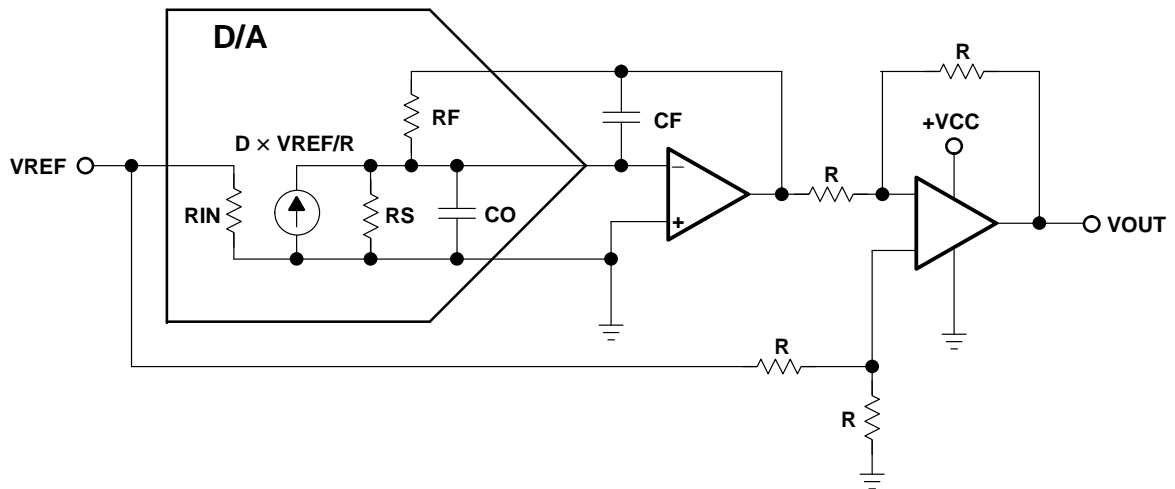 D/A
R
RF
CF
+VCC
D × VREF/R
VREF
R
−
RIN
RS
CO
+
VOUT
R
R